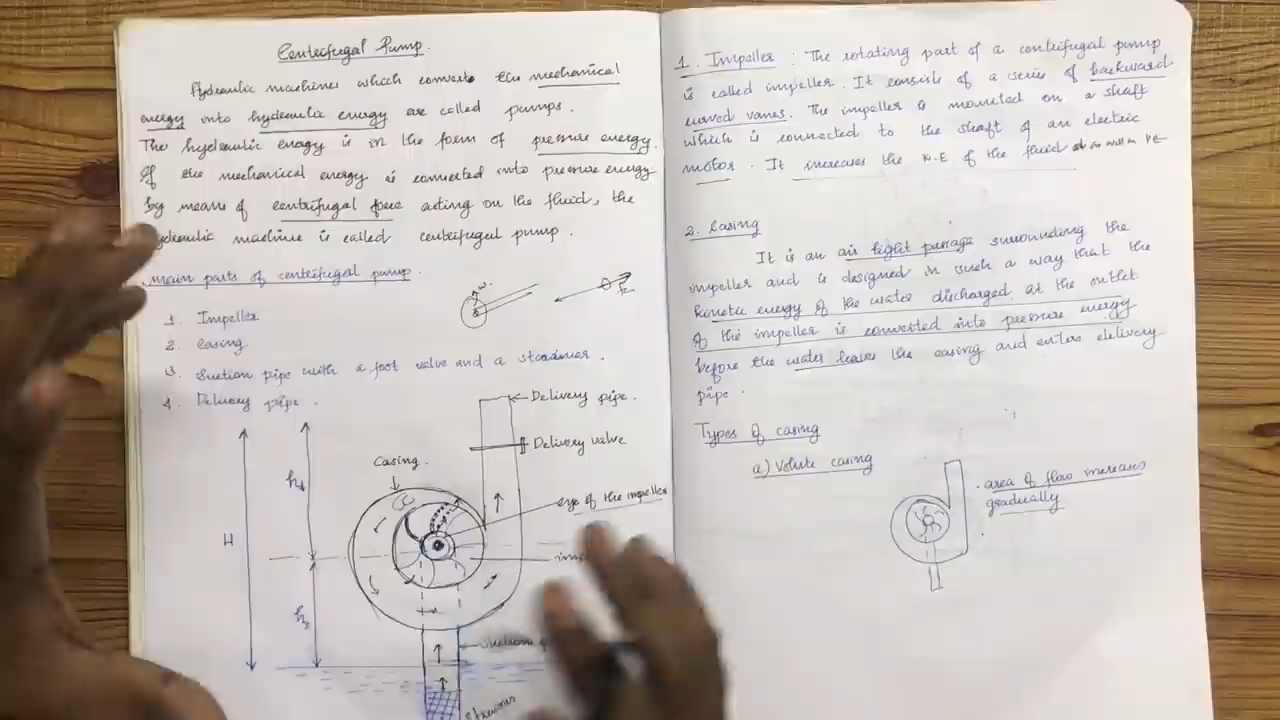 Centrifugal Pump.
Hydraulic machines which converts the mechanical
energy into hydraulic energy are called pumps.
The hydraulic energy is in the form of pressure energy.
If the mechanical energy is converted into pressure energy
by means of centrifugal force acting on the fluid, the
hydraulic machine is called centrifugal pump.
Main parts of centrifugal pump.
1. Impeller
2. Casing
3. Suction pipe with a foot valve and a strainer.
4. Delivery pipe.
Delivery pipe.
Delivery valve
Casing.
eye of the impeller
hd
H
hs
Strainer
1. Impeller : The rotating part of a centrifugal pump
is called impeller. It consists of a series of backward
curved vanes. The impeller is mounted on a shaft
which is connected to the shaft of an electric
motor. It increases the K.E of the fluid as well as PE
2. Casing
It is an air tight passage surrounding the
impeller and is designed in such a way that the
kinetic energy of the water discharged at the outlet
of the impeller is converted into pressure energy
before the water leaves the casing and enters delivery
pipe.
Types of casing
a) Volute casing
. area of flow increases
gradually